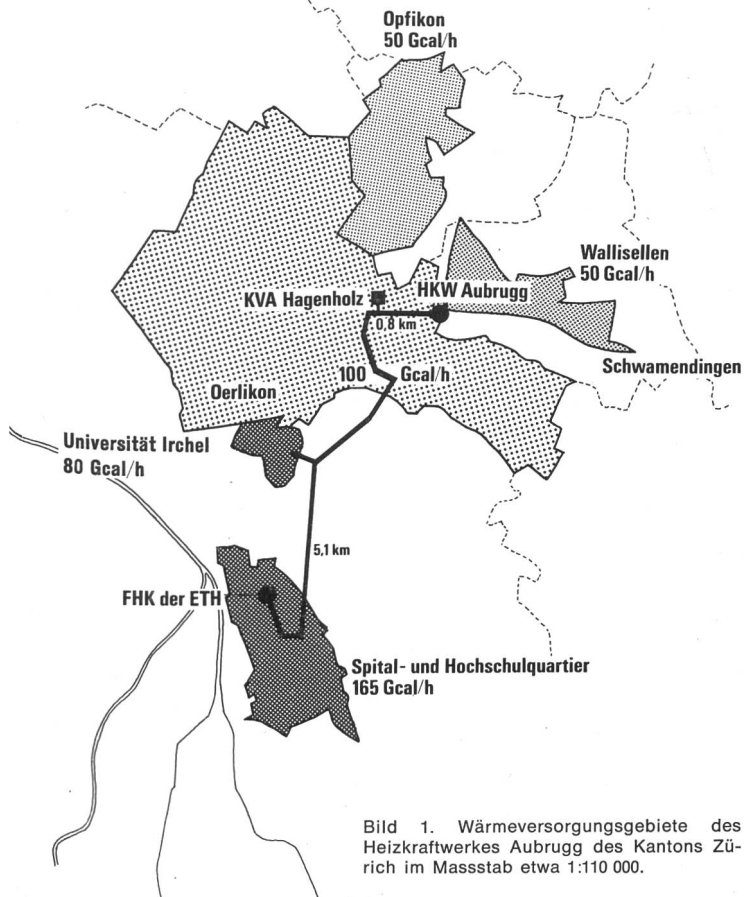 Opfikon
50 Gcal/h
Wallisellen
50 Gcal/h
KVA Hagenholz
HKW Aubrugg
0,8 km
Schwamendingen
100 Gcal/h
Oerlikon
Universität Irchel
80 Gcal/h
5,1 km
FHK der ETH
Spital- und Hochschulquartier
165 Gcal/h
Bild 1. Wärmeversorgungsgebiete des
Heizkraftwerkes Aubrugg des Kantons Zü-
rich im Massstab etwa 1:110 000.